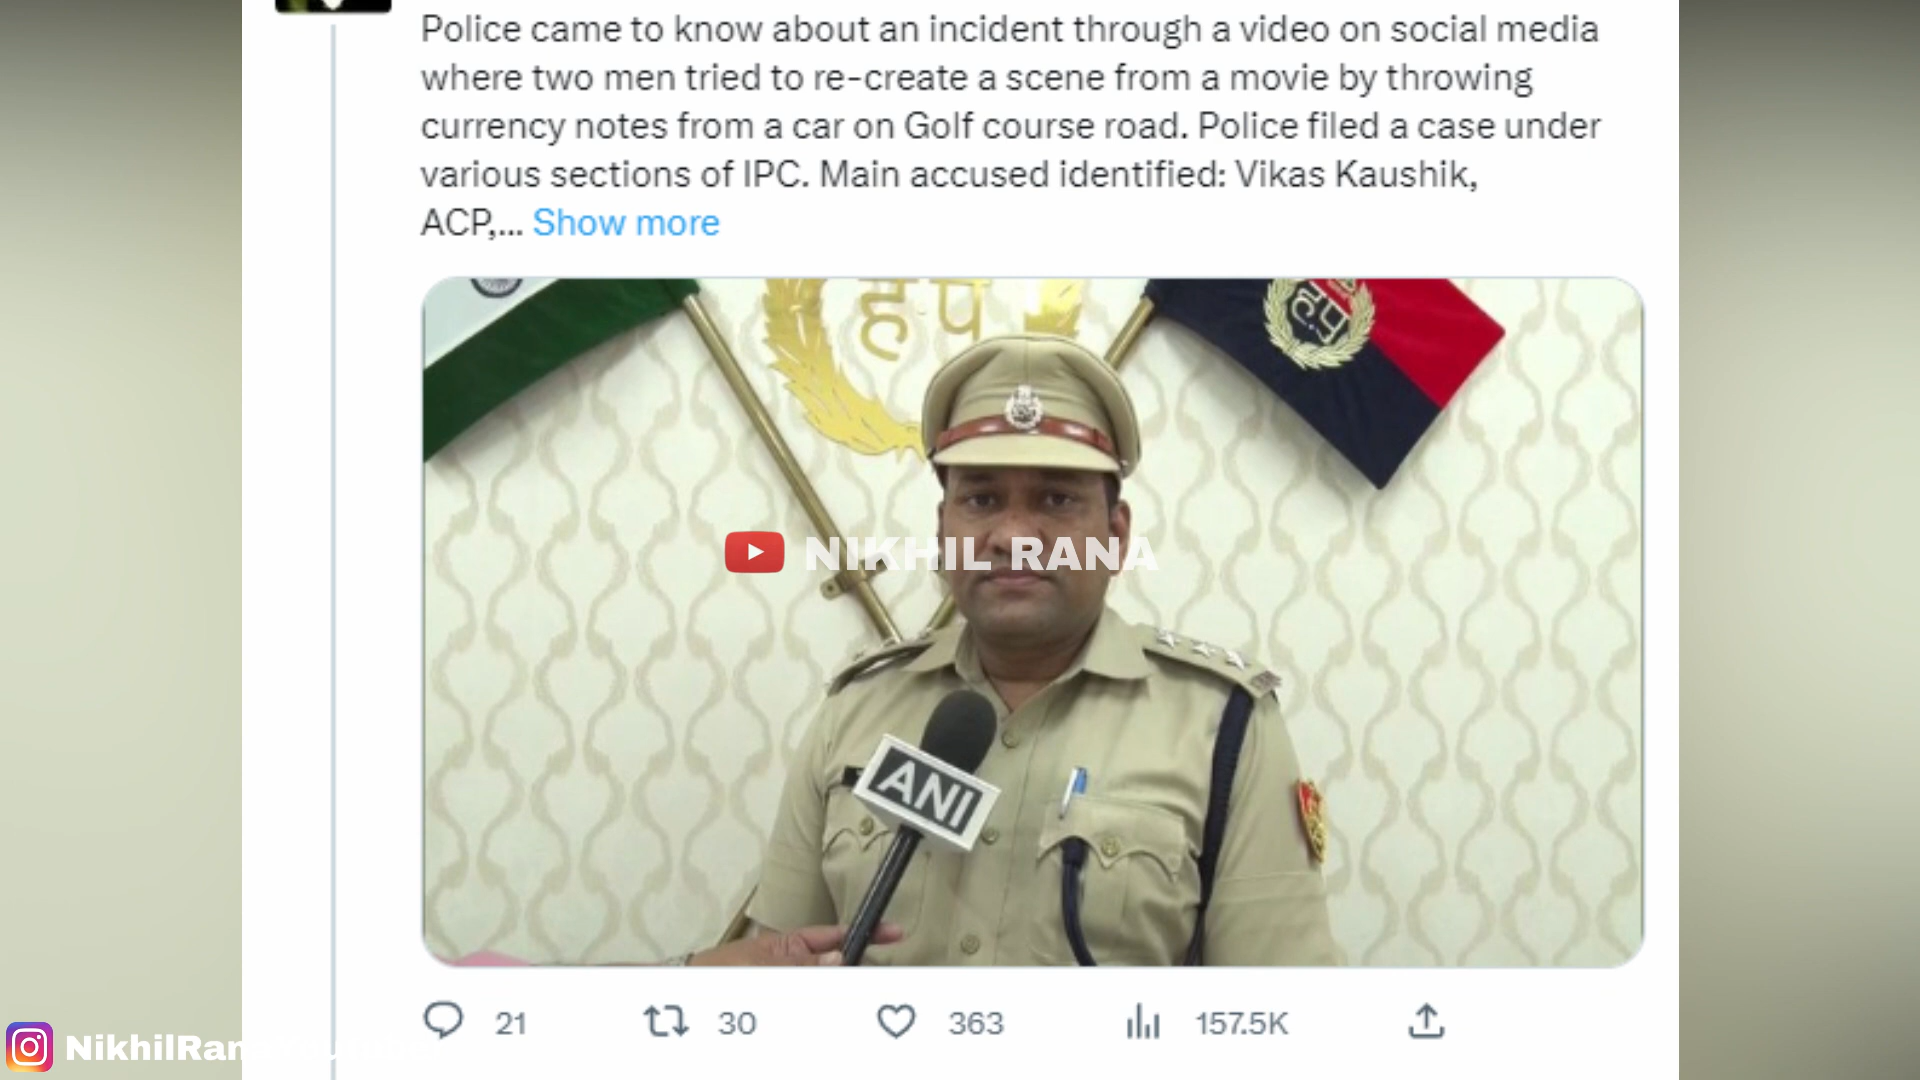 Police came to know about an incident through a video on social media
where two men tried to re-create a scene from a movie by throwing
currency notes from a car on Golf course road. Police filed a case under
various sections of IPC. Main accused identified: Vikas Kaushik,
ACP,... Show more
ह प
ह प
NIKHIL RANA
ANI
21 30 363 157.5K
NikhilRan